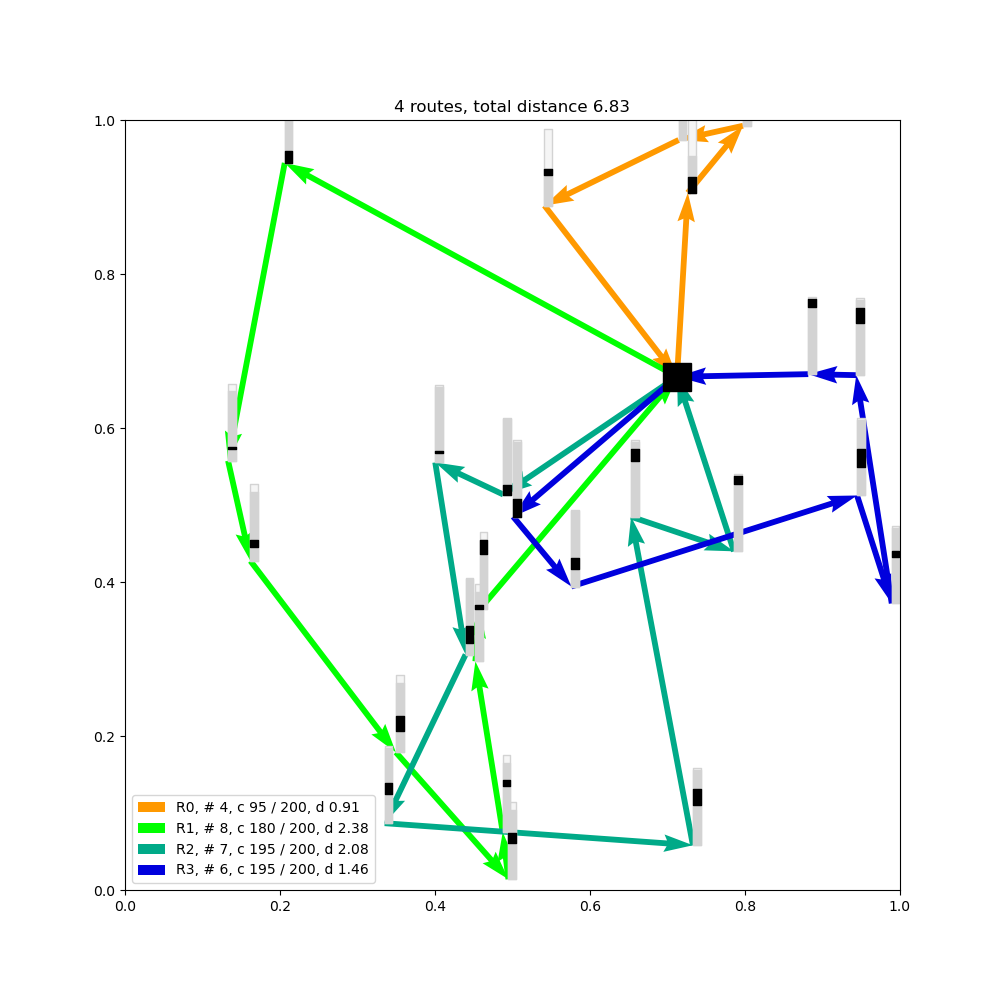 4 routes, total distance 6.83
1.0
0.8
0.6
0.4
0.2
0.0
R0, # 4, c 95 / 200, d 0.91
R1, # 8, c 180 / 200, d 2.38
R2, # 7, c 195 / 200, d 2.08
R3, # 6, c 195 / 200, d 1.46
0.0 0.2 0.4 0.6 0.8 1.0